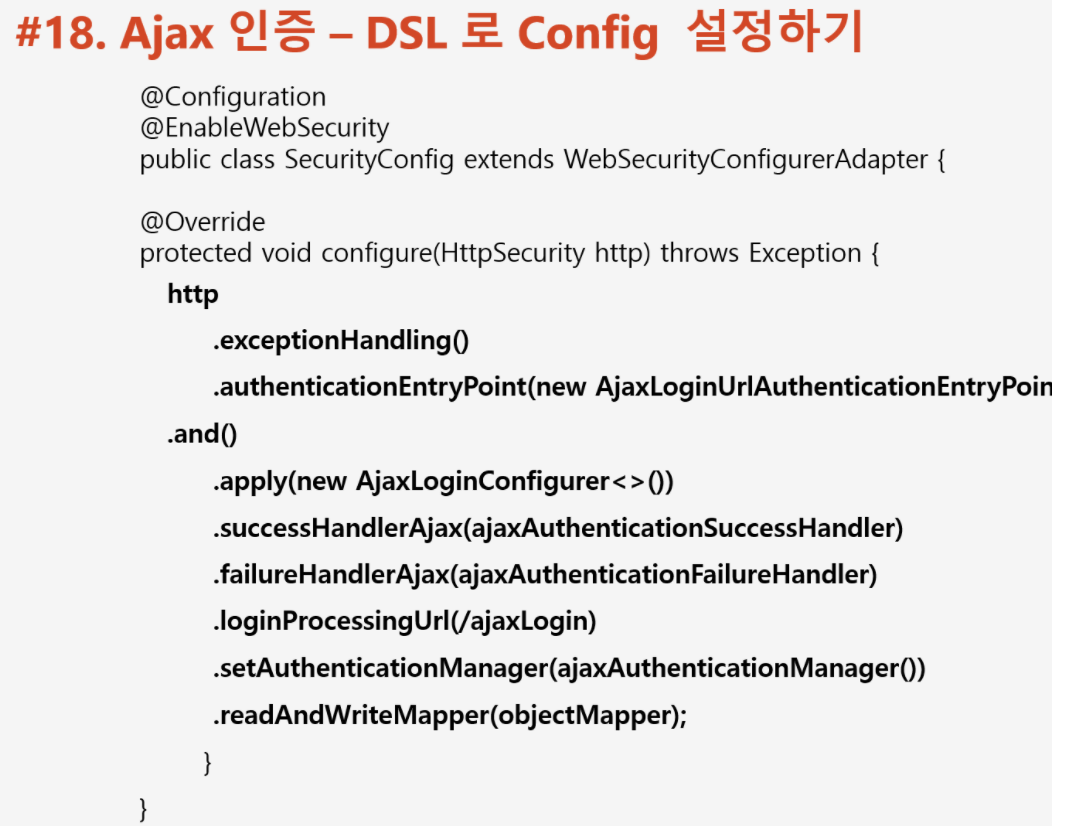 #18. Ajax 인증 – DSL 로 Config 설정하기
@Configuration
@EnableWebSecurity
public class SecurityConfig extends WebSecurityConfigurerAdapter {
@Override
protected void configure(HttpSecurity http) throws Exception {
http
.exceptionHandling()
.authenticationEntryPoint(new AjaxLoginUrlAuthenticationEntryPoin
.and()
.apply(new AjaxLoginConfigurer<>())
.successHandlerAjax(ajaxAuthenticationSuccessHandler)
.failureHandlerAjax(ajaxAuthenticationFailureHandler)
.loginProcessingUrl(/ajaxLogin)
.setAuthenticationManager(ajaxAuthenticationManager())
.readAndWriteMapper(objectMapper);
}
}